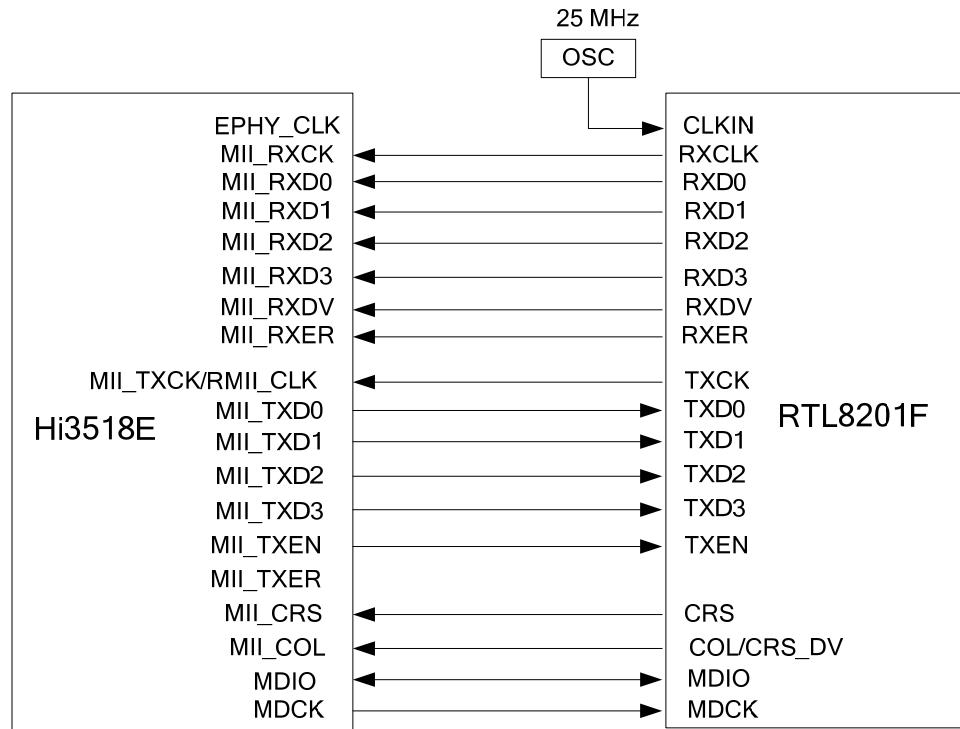 25 MHz
OSC
EPHY_CLK CLKIN
MII_RXCK RXCLK
MII_RXD0 RXD0
MII_RXD1 RXD1
MII_RXD2 RXD2
MII_RXD3 RXD3
MII_RXDV RXDV
MII_RXER RXER
MII_TXCK/RMII_CLK TXCK
MII_TXD0 TXD0
Hi3518E RTL8201F
MII_TXD1 TXD1
MII_TXD2 TXD2
MII_TXD3 TXD3
MII_TXEN TXEN
MII_TXER
MII_CRS CRS
MII_COL COL/CRS_DV
MDIO MDIO
MDCK MDCK